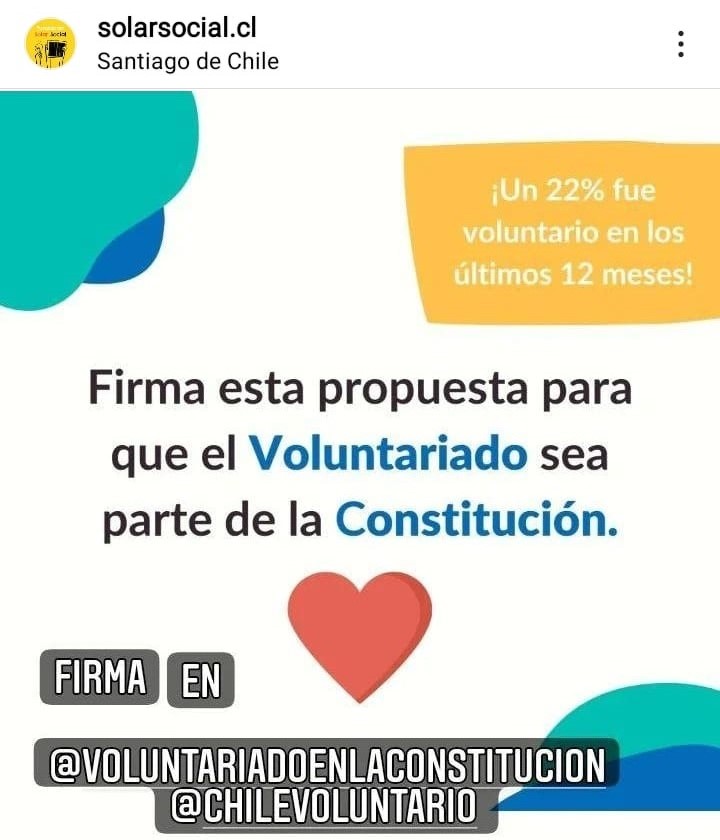 solarsocial.cl
Santiago de Chile
¡Un 22% fue
voluntario en los
últimos 12 meses!
Firma esta propuesta para
que el Voluntariado sea
parte de la Constitución.
FIRMA EN
@VOLUNTARIADOENLACONSTITUCION
@CHILEVOLUNTARIO